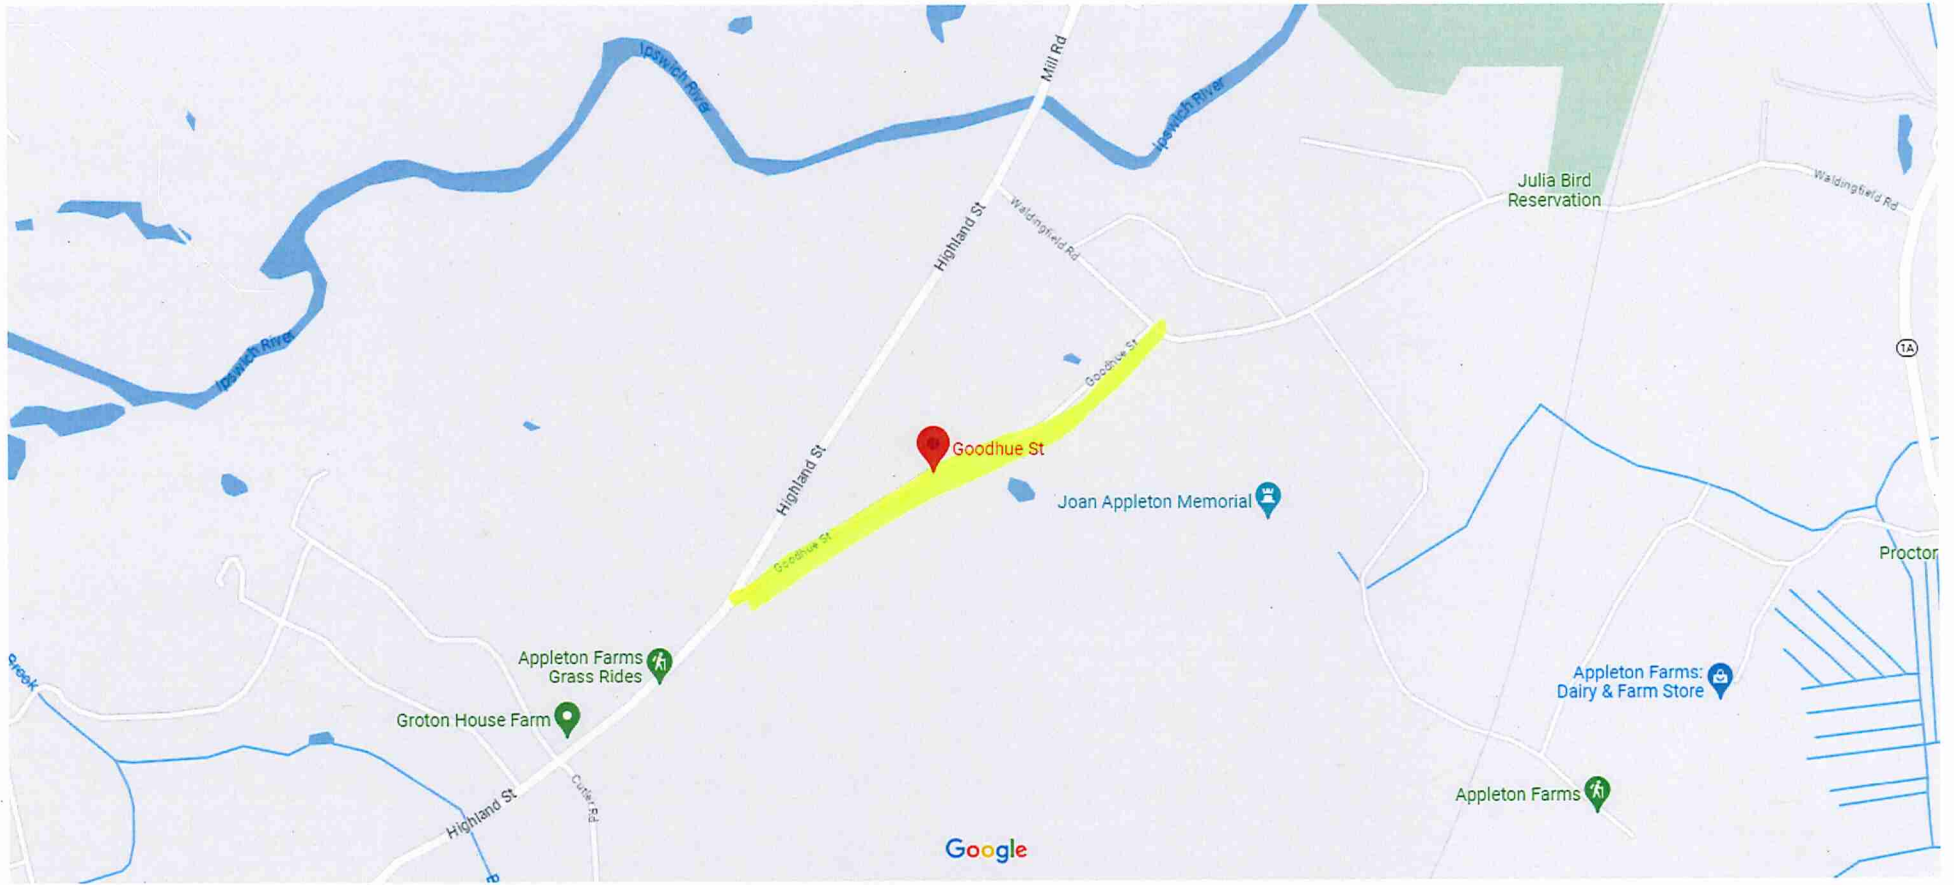 Mill Rd
Ipswich River
Ipswich River
Julia Bird
Reservation
Waldingfield Rd
Waldingfield Rd
Highland St
Ipswich River
Goodhue St
1A
Goodhue St
Highland St
Joan Appleton Memorial
Goodhue St
Proctor
Appleton Farms
Grass Rides
Brook
Appleton Farms:
Dairy & Farm Store
Groton House Farm
Cutler Rd
Highland St
Appleton Farms
Google